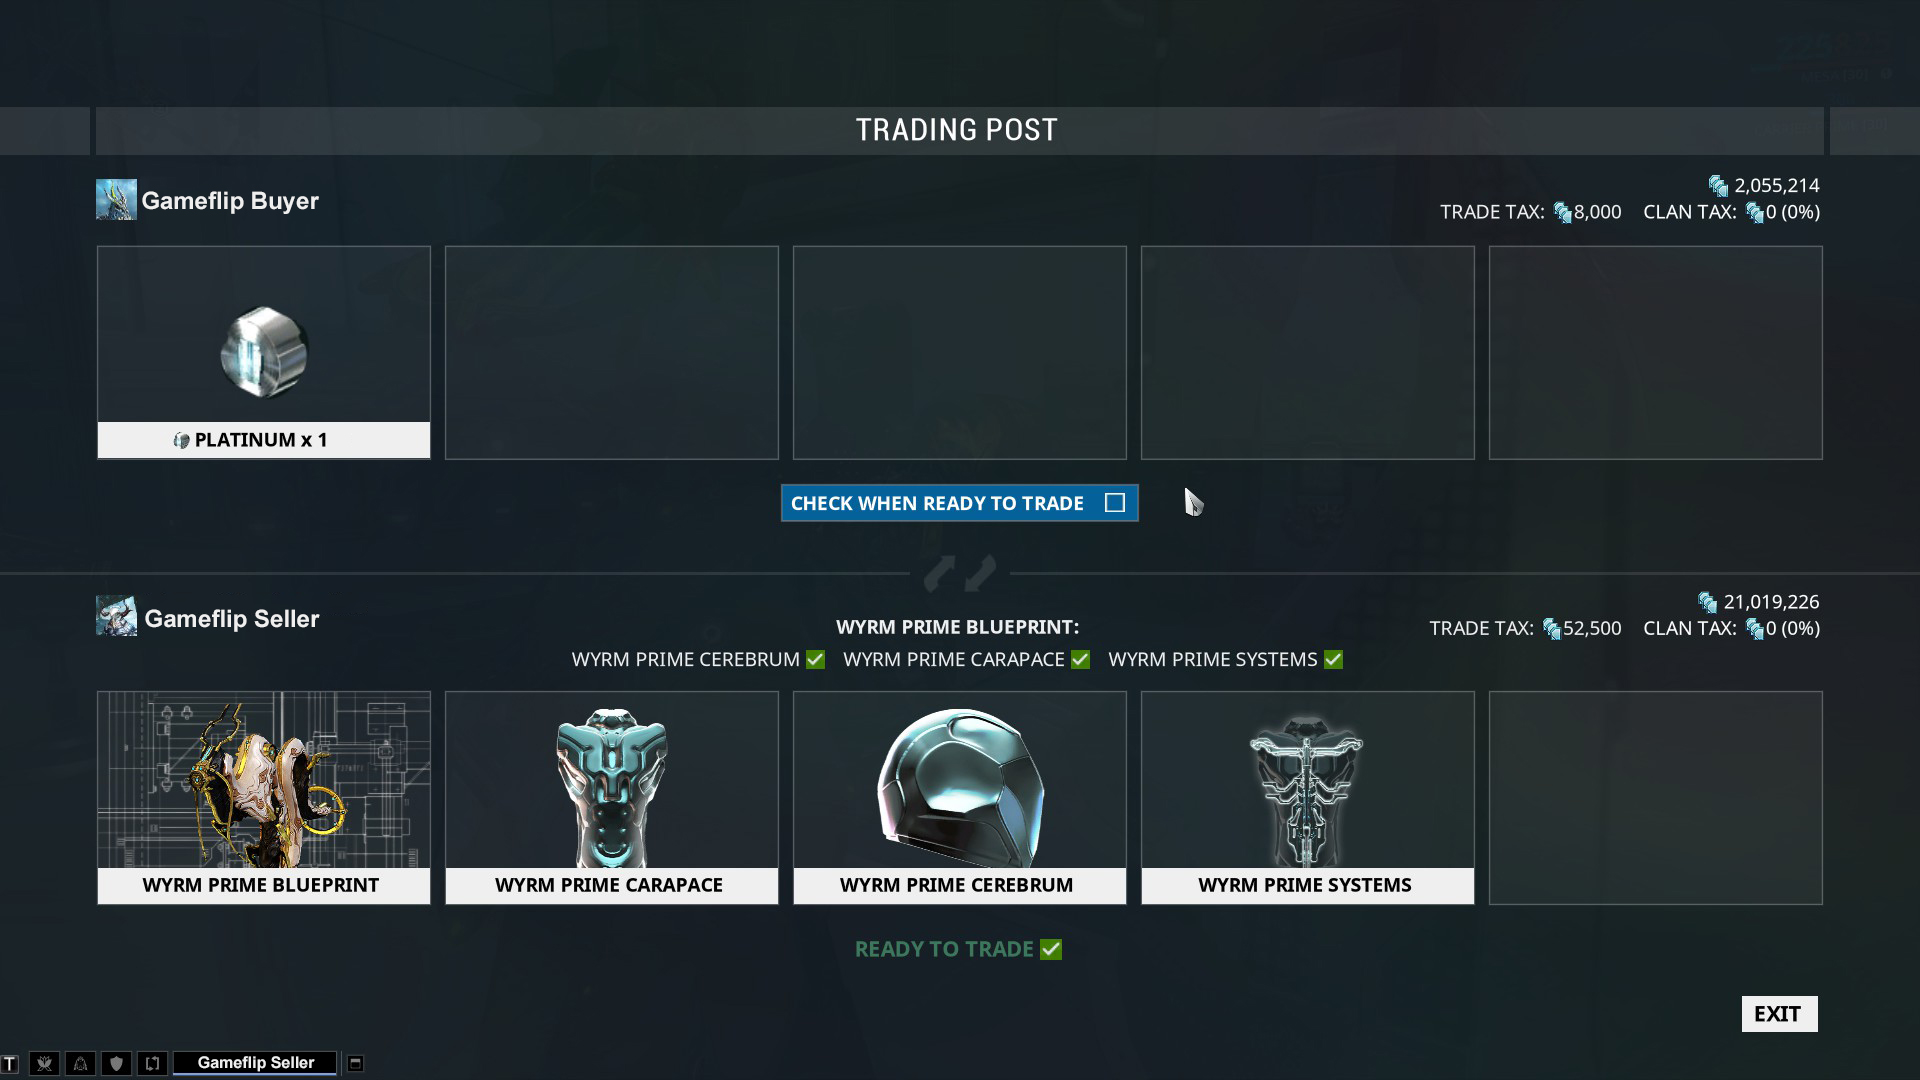 TRADING POST
Gameflip Buyer
2,055,214
TRADE TAX: 8,000 CLAN TAX: 0 (0%)
PLATINUM x 1
CHECK WHEN READY TO TRADE
Gameflip Seller
21,019,226
WYRM PRIME BLUEPRINT:
TRADE TAX: 52,500 CLAN TAX: 0 (0%)
WYRM PRIME CEREBRUM WYRM PRIME CARAPACE WYRM PRIME SYSTEMS
WYRM PRIME BLUEPRINT
WYRM PRIME CARAPACE
WYRM PRIME CEREBRUM
WYRM PRIME SYSTEMS
READY TO TRADE
EXIT
T
Gameflip Seller